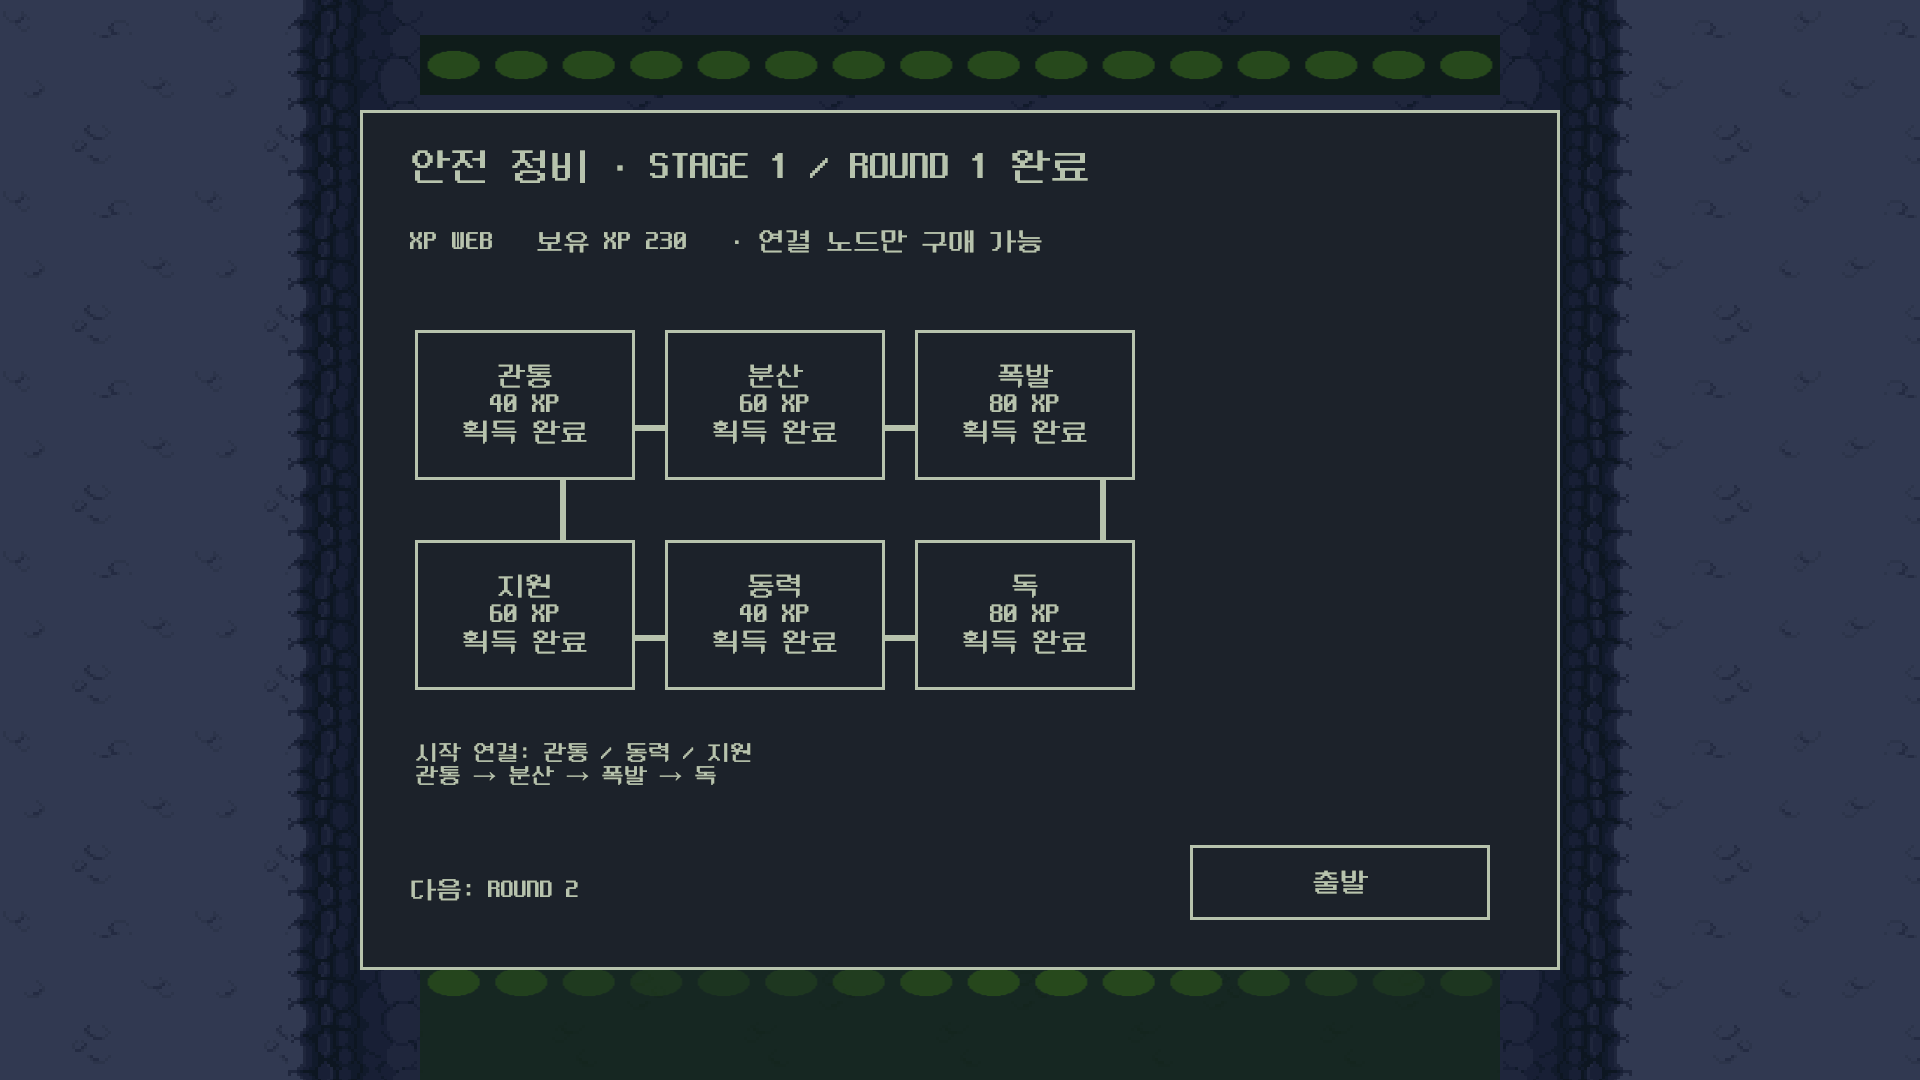 안전 정비 · STAGE 1 / ROUND 1 완료
XP WEB 보유 XP 230 · 연결 노드만 구매 가능
관통
40 XP
획득 완료
분산
60 XP
획득 완료
폭발
80 XP
획득 완료
지원
60 XP
획득 완료
동력
40 XP
획득 완료
독
80 XP
획득 완료
시작 연결: 관통 / 동력 / 지원
관통 → 분산 → 폭발 → 독
다음: ROUND 2
출발